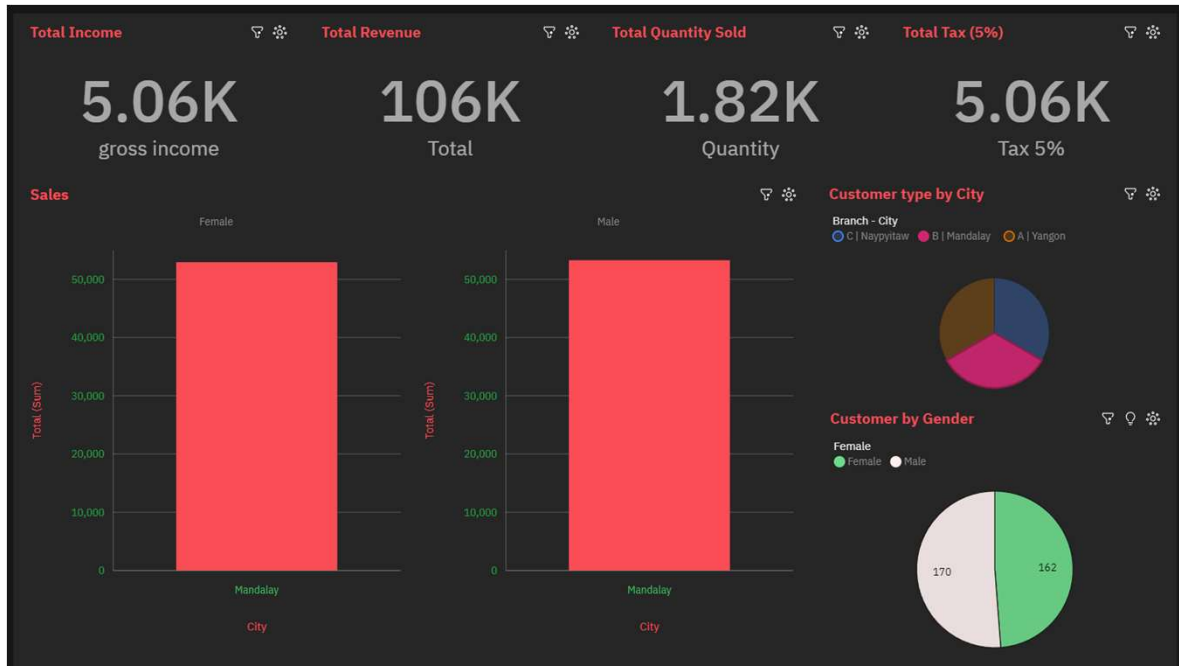 Total Income
Total Revenue
Total Quantity Sold
Total Tax (5%)
5.06K
106K
1.82K
5.06K
gross income
Total
Quantity
Tax 5%
Sales
Female
Male
50,000
40,000
30,000
20,000
10,000
0
Total (Sum)
Mandalay
City
50,000
40,000
30,000
20,000
10,000
0
Total (Sum)
Mandalay
City
Customer type by City
Branch - City
C | Naypyitaw B | Mandalay A | Yangon
Customer by Gender
Female
Female Male
170
162